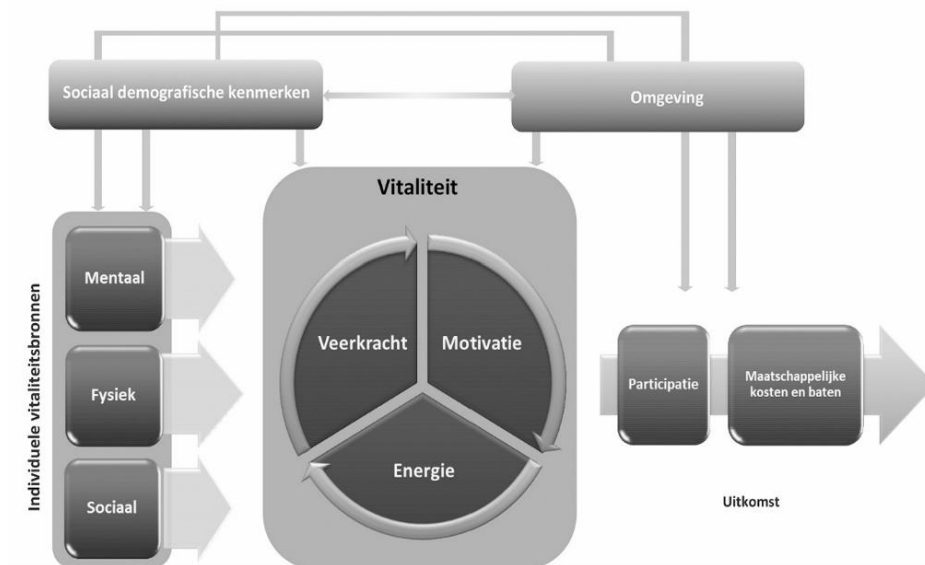 Sociaal demografische kenmerken
Omgeving
Vitaliteit
Individuele vitaliteitsbronnen
Mentaal
Fysiek
Sociaal
Veerkracht
Motivatie
Energie
Participatie
Maatschappelijke
kosten en baten
Uitkomst